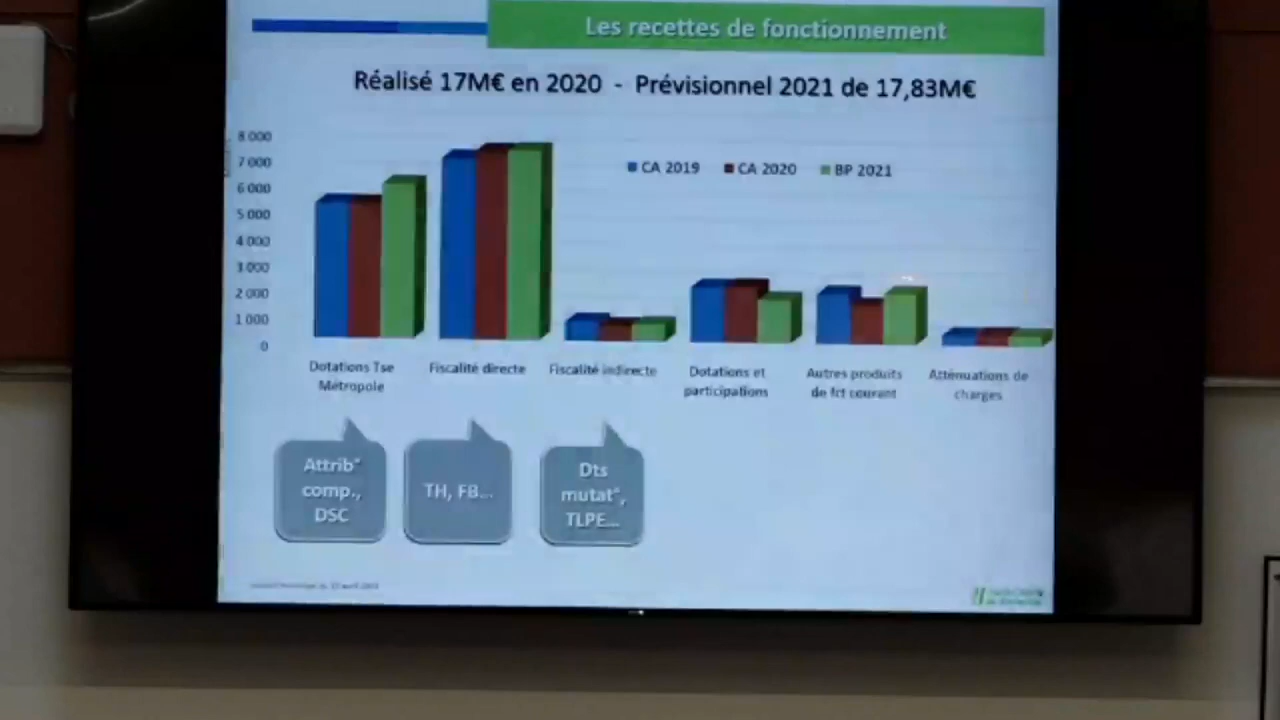 Les recettes de fonctionnement
Réalisé 17M€ en 2020 - Prévisionnel 2021 de 17,83M€
8 000
7 000
6 000
5 000
4 000
3 000
2 000
1 000
0
CA 2019
CA 2020
BP 2021
Dotations Tse
Métropole
Fiscalité directe
Fiscalité indirecte
Dotations et
participations
Autres produits
de fct courant
Atténuations de
charges
Attrib°
comp.,
DSC
TH, FB...
Dts
mutat°,
TLPE...